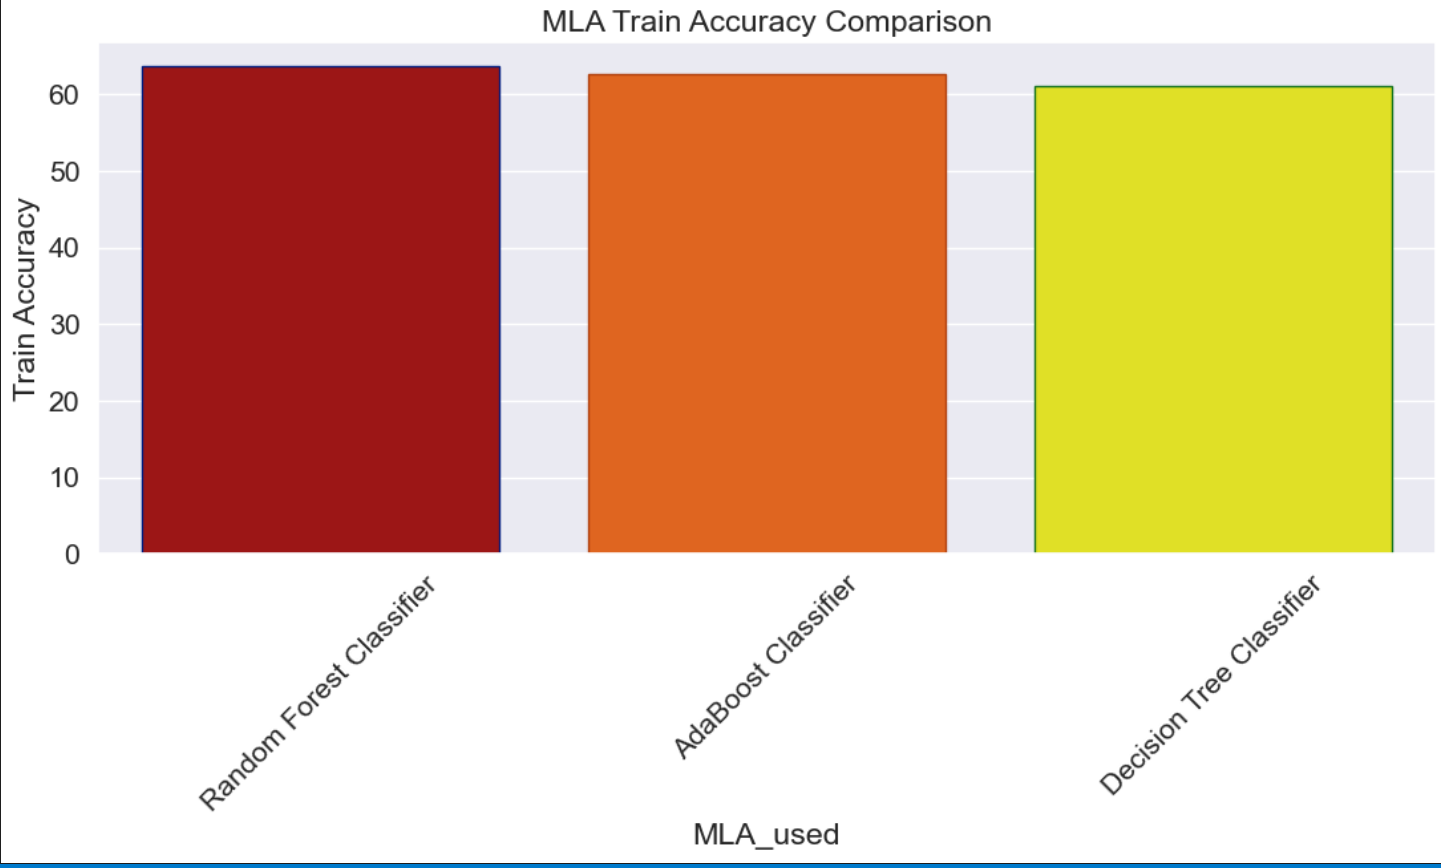 MLA Train Accuracy Comparison
Train Accuracy
60
50
40
30
20
10
0
Random Forest Classifier
AdaBoost Classifier
Decision Tree Classifier
MLA_used